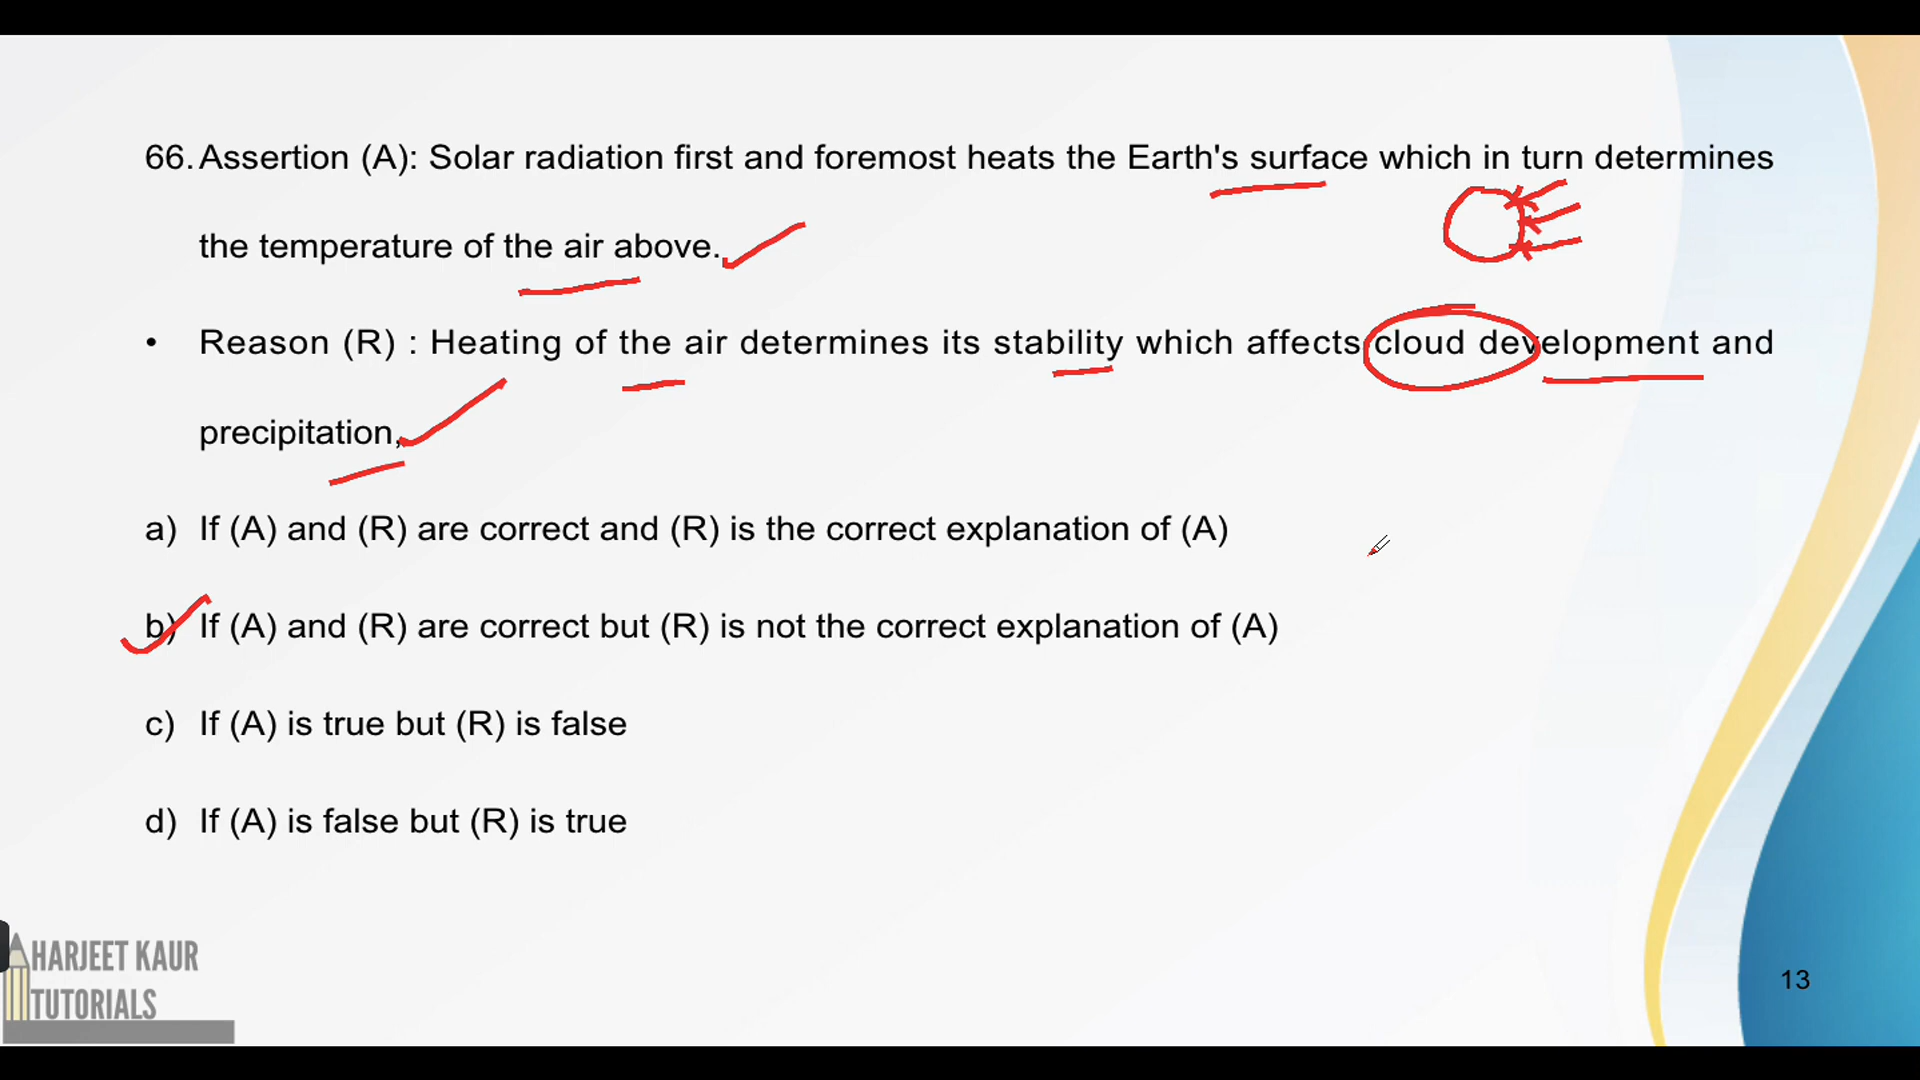 66. Assertion (A): Solar radiation first and foremost heats the Earth's surface which in turn determines
the temperature of the air above.
• Reason (R) : Heating of the air determines its stability which affects cloud development and
precipitation,
a) If (A) and (R) are correct and (R) is the correct explanation of (A)
b) If (A) and (R) are correct but (R) is not the correct explanation of (A)
c) If (A) is true but (R) is false
d) If (A) is false but (R) is true
HARJEET KAUR
TUTORIALS
13